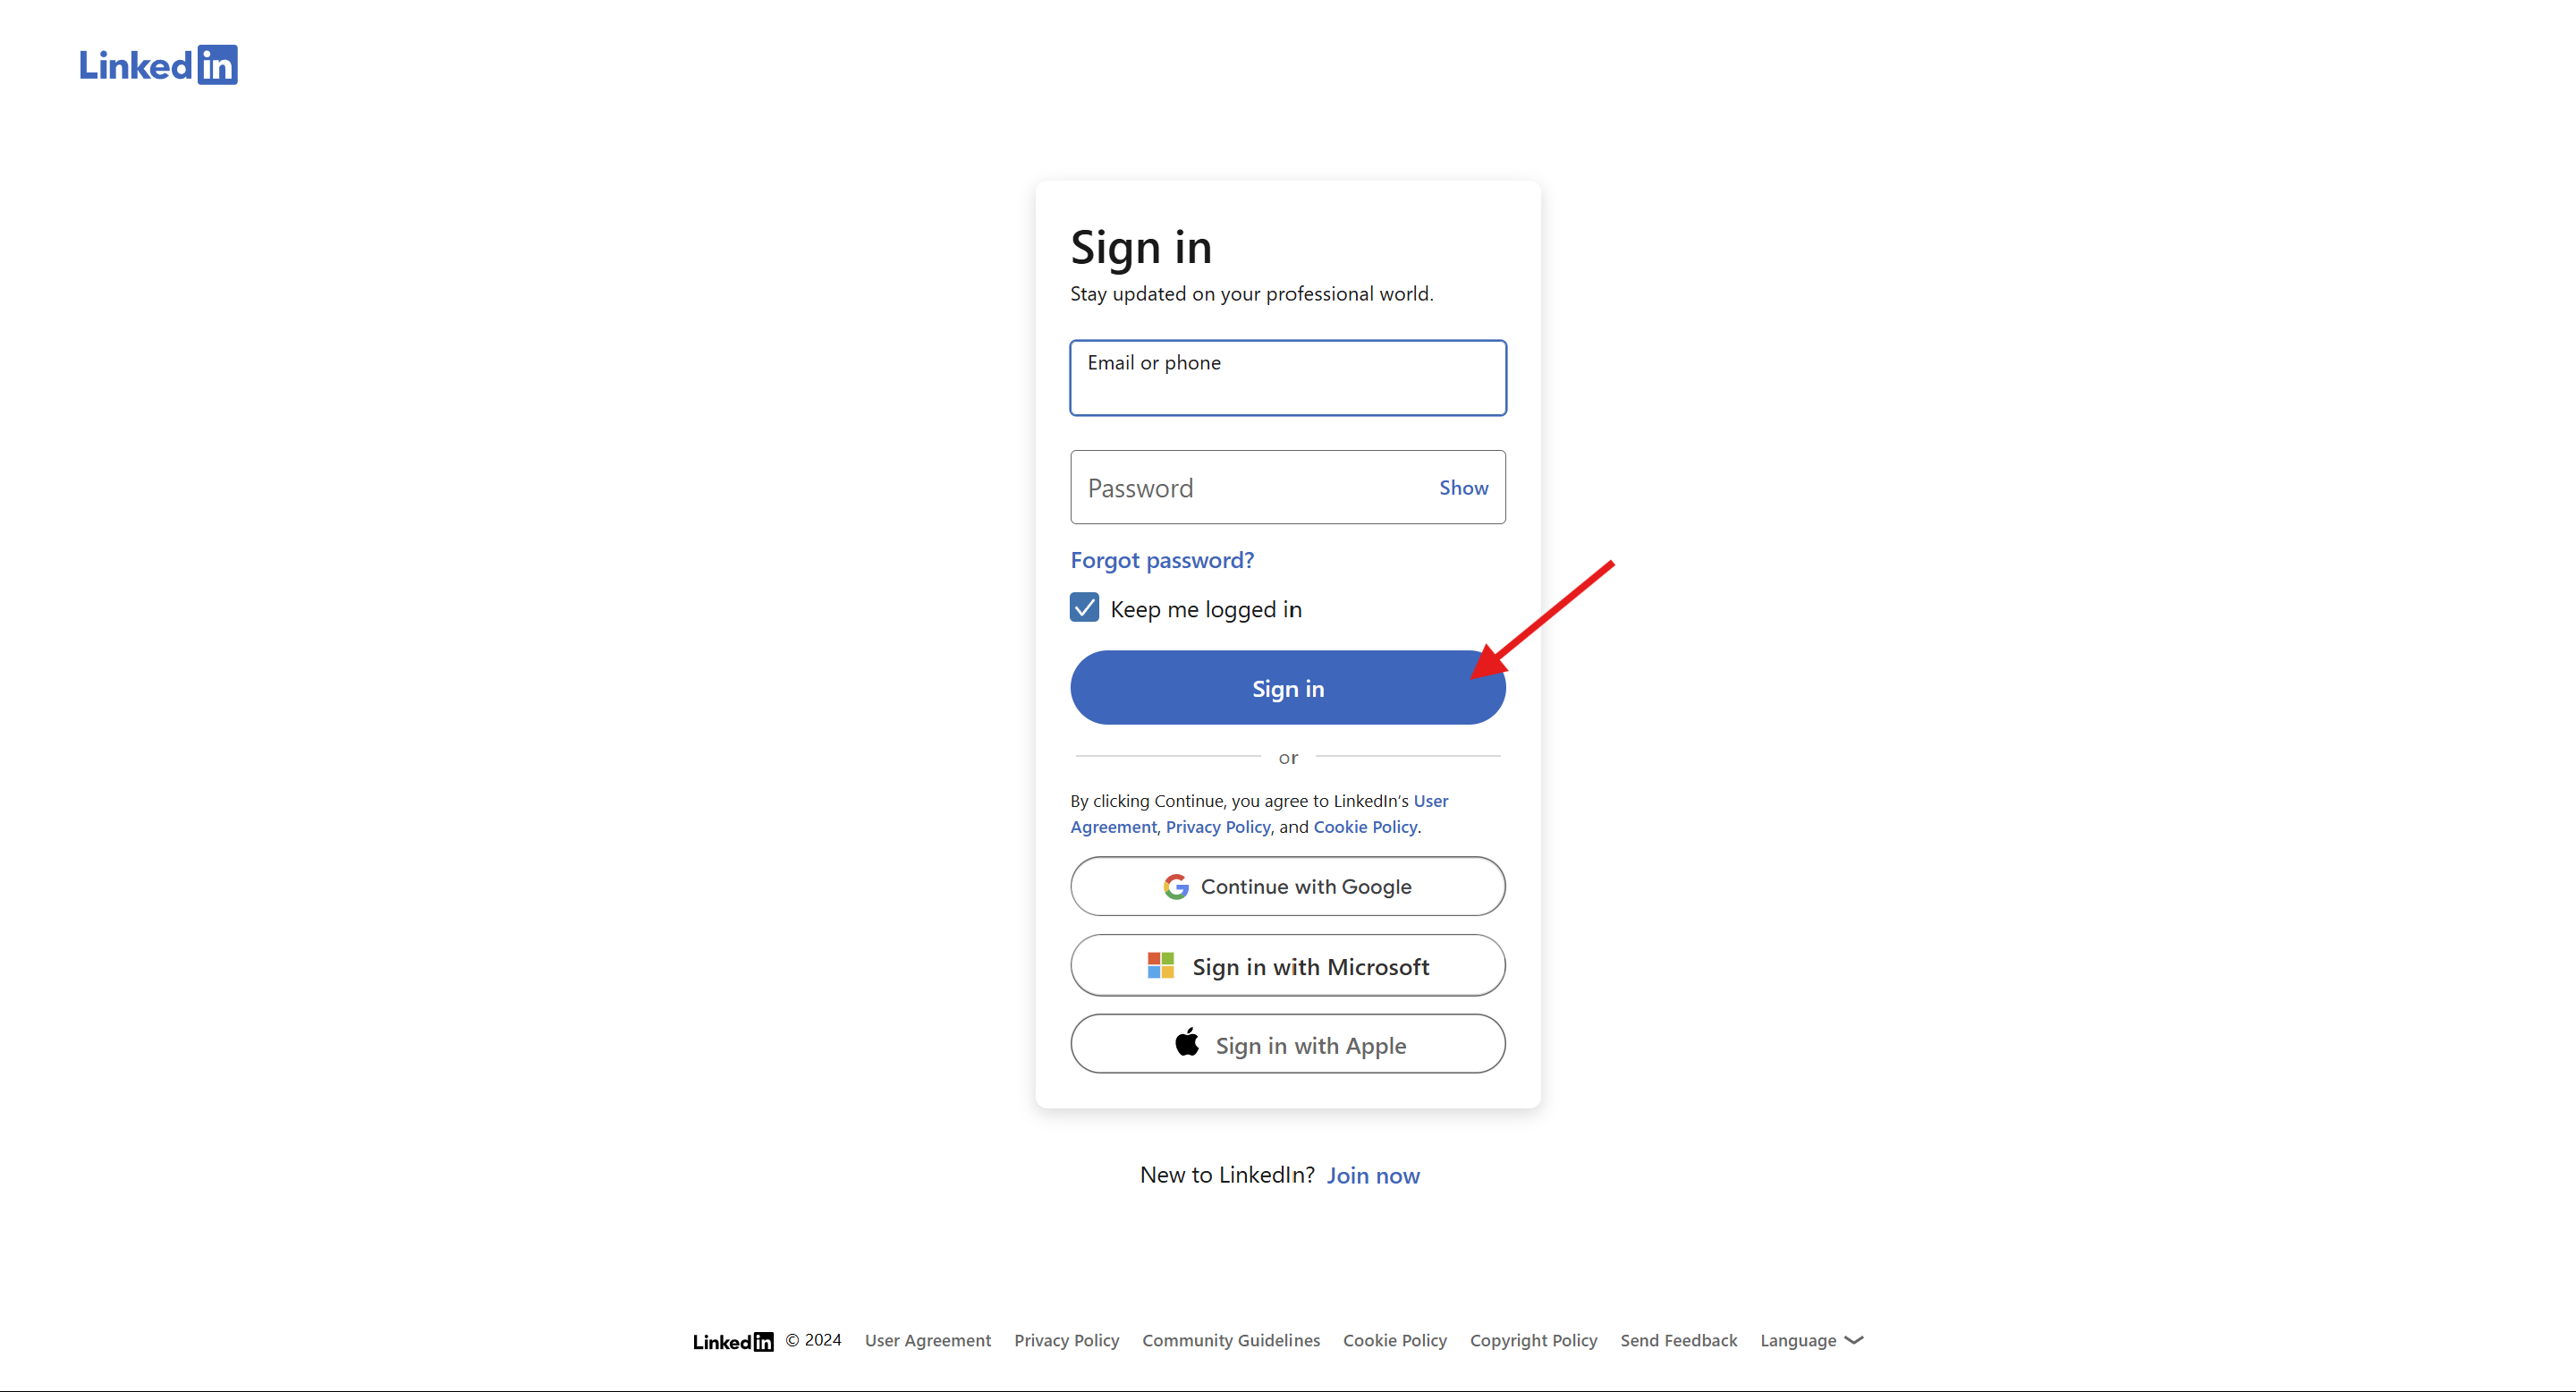 LinkedIn
Sign in
Stay updated on your professional world.
Email or phone
Password Show
Forgot password?
Keep me logged in
Sign in
or
By clicking Continue, you agree to LinkedIn's User
Agreement, Privacy Policy, and Cookie Policy.
Continue with Google
Sign in with Microsoft
Sign in with Apple
New to LinkedIn? Join now
LinkedIn © 2024 User Agreement Privacy Policy Community Guidelines Cookie Policy Copyright Policy Send Feedback Language